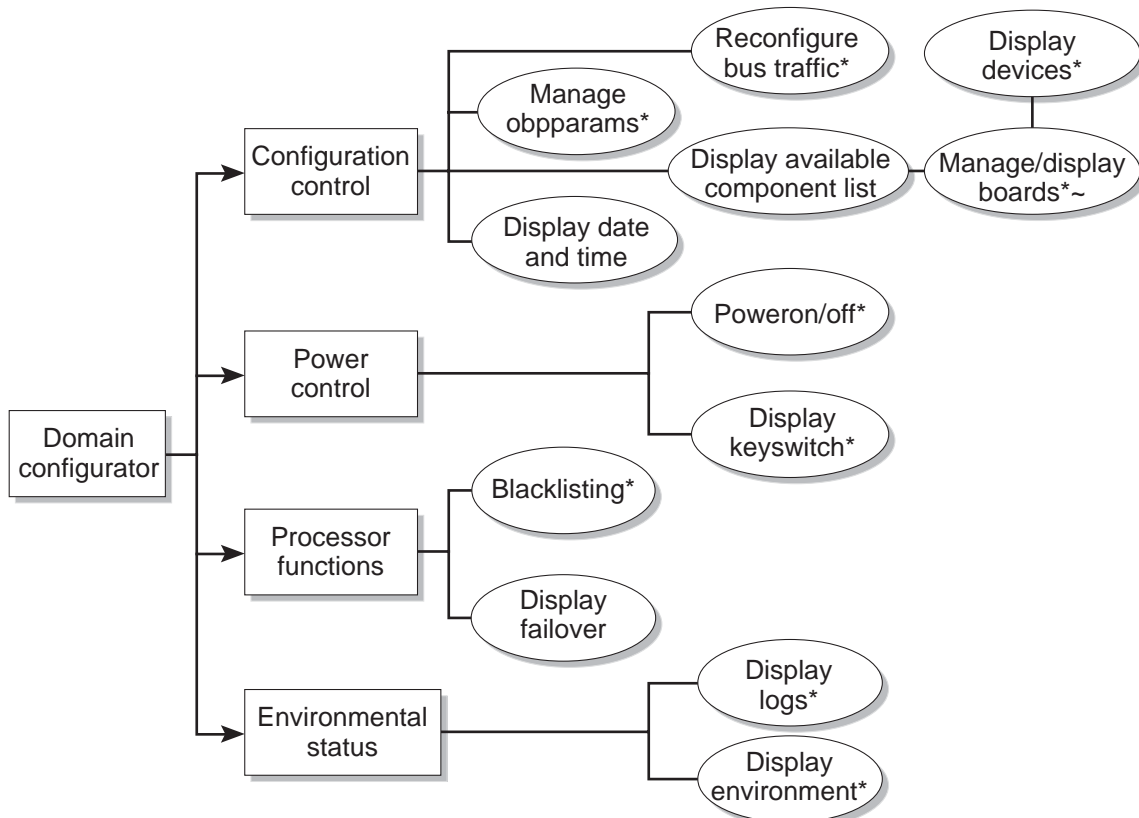 Reconfigure
bus traffic*
Display
devices*
Manage
obpparams*
Configuration
control
Display available
component list
Manage/display
boards*~
Display date
and time
Poweron/off*
Power
control
Display
keyswitch*
Domain
configurator
Blacklisting*
Processor
functions
Display
failover
Display
logs*
Environmental
status
Display
environment*